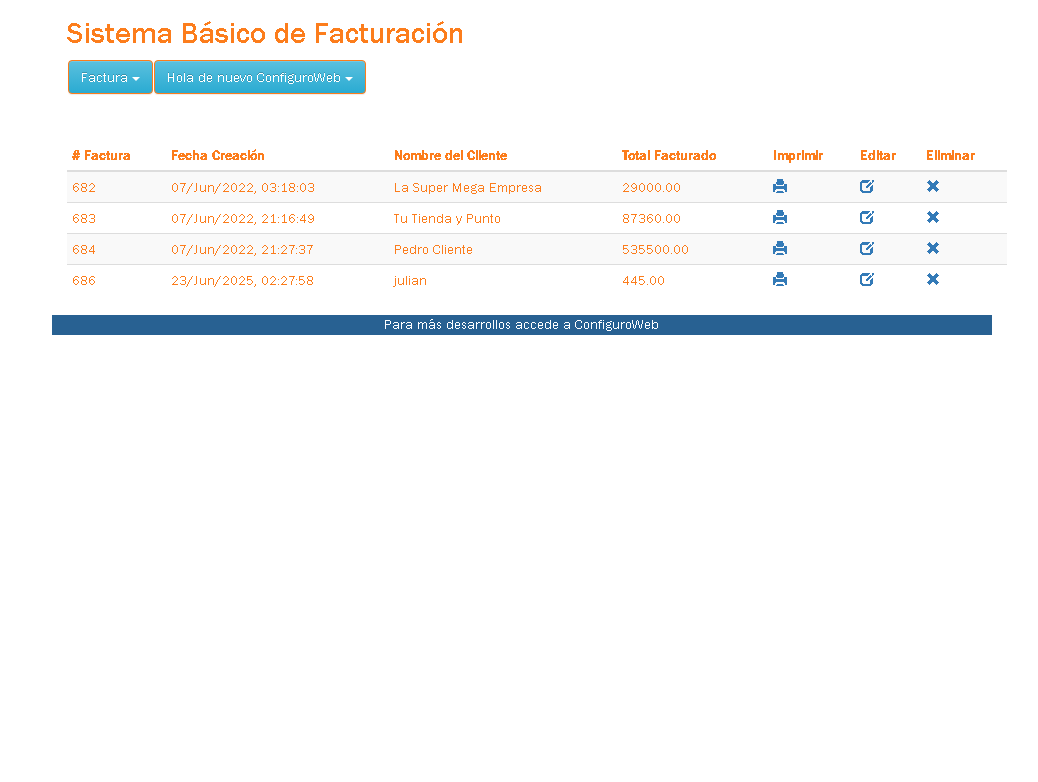 Sistema Básico de Facturación
Factura Hola de nuevo ConfiguroWeb
# Factura Fecha Creación Nombre del Cliente Total Facturado Imprimir Editar Eliminar
682 07/Jun/2022, 03:18:03 La Super Mega Empresa 29000.00
683 07/Jun/2022, 21:16:49 Tu Tienda y Punto 87360.00
684 07/Jun/2022, 21:27:37 Pedro Cliente 535500.00
686 23/Jun/2025, 02:27:58 julian 445.00
Para más desarrollos accede a ConfiguroWeb